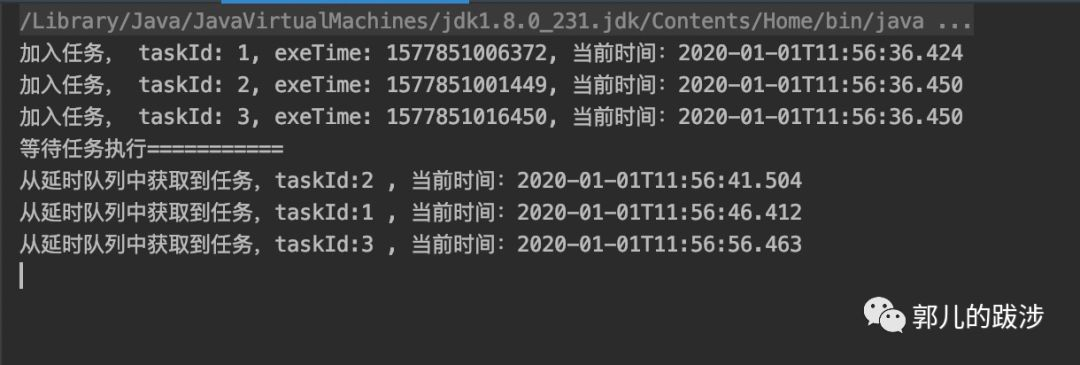 /Library/Java/JavaVirtualMachines/jdk1.8.0_231.jdk/Contents/Home/bin/java ...
加入任务, taskId: 1, exeTime: 1577851006372, 当前时间：2020-01-01T11:56:36.424
加入任务, taskId: 2, exeTime: 1577851001449, 当前时间：2020-01-01T11:56:36.450
加入任务, taskId: 3, exeTime: 1577851016450, 当前时间：2020-01-01T11:56:36.450
等待任务执行===========
从延时队列中获取到任务，taskId:2 , 当前时间：2020-01-01T11:56:41.504
从延时队列中获取到任务，taskId:1 , 当前时间：2020-01-01T11:56:46.412
从延时队列中获取到任务，taskId:3 , 当前时间：2020-01-01T11:56:56.463
郭儿的跋涉